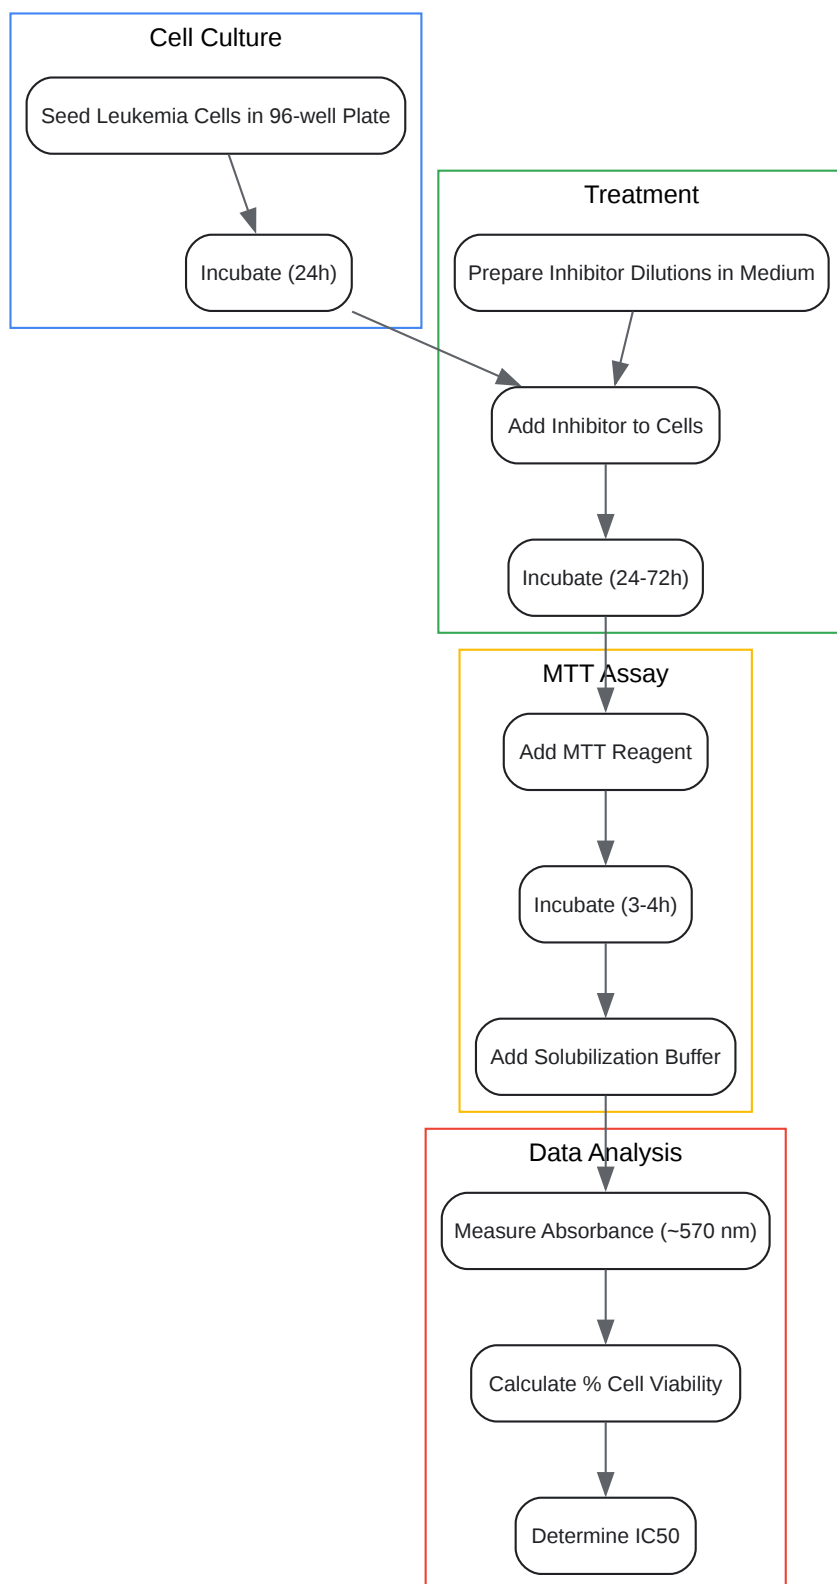 Cell Culture
Seed Leukemia Cells in 96-well Plate
Incubate (24h)
Treatment
Prepare Inhibitor Dilutions in Medium
Add Inhibitor to Cells
Incubate (24-72h)
MTT Assay
Add MTT Reagent
Incubate (3-4h)
Add Solubilization Buffer
Data Analysis
Measure Absorbance (~570 nm)
Calculate % Cell Viability
Determine IC50